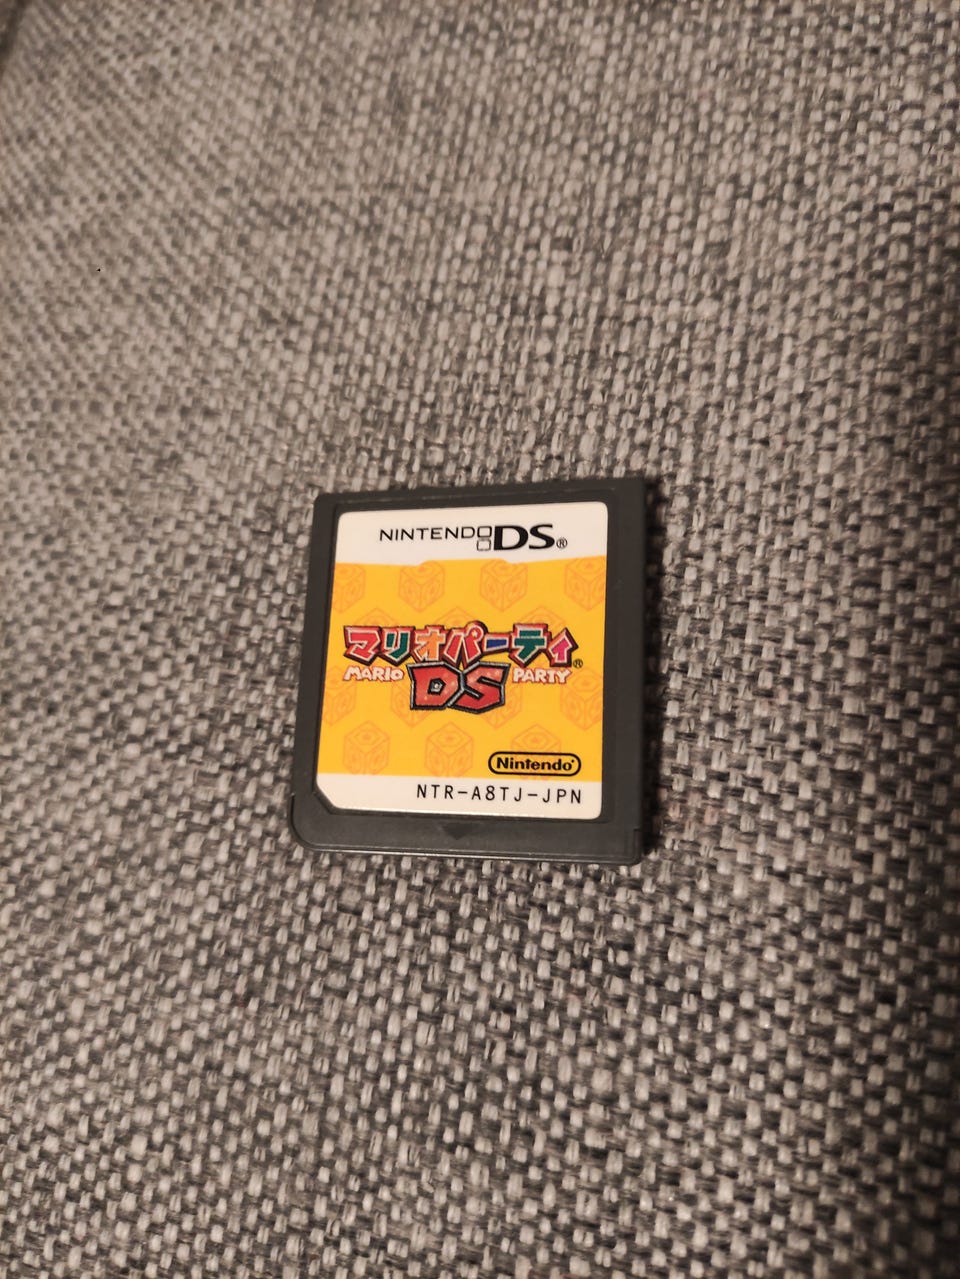 NINTENDO DS®
マリオパーティ®
MARIO DS PARTY
Nintendo®
NTR-A8TJ-JPN